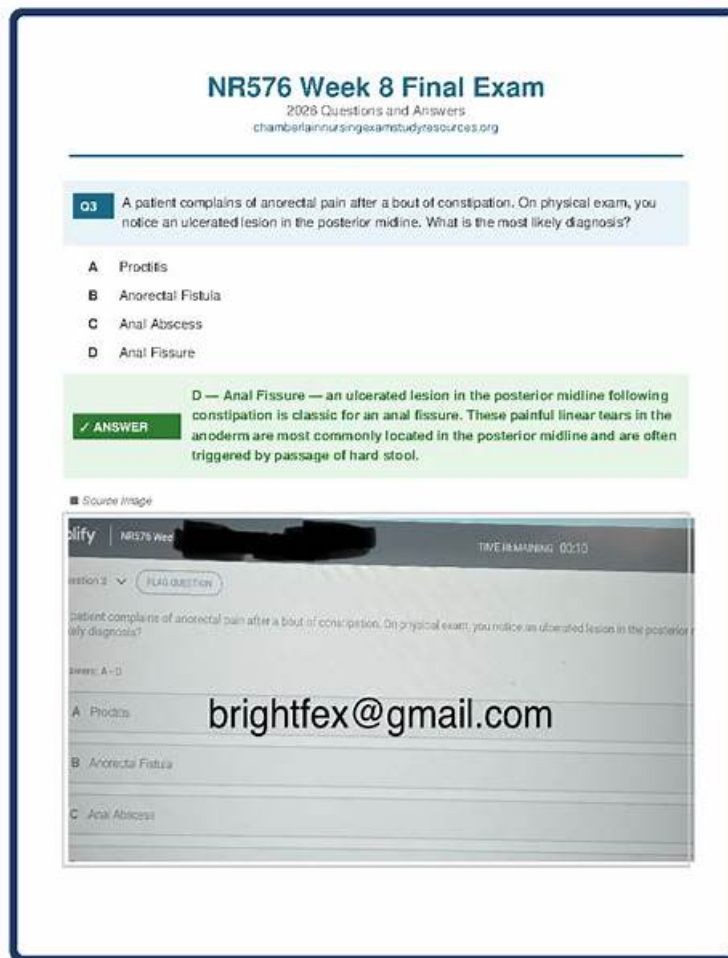 NR576 Week 8 Final Exam
2026 Questions and Answers
chamberlainnursingexamstudyresources.org
Q3 A patient complains of anorectal pain after a bout of constipation. On physical exam, you
notice an ulcerated lesion in the posterior midline. What is the most likely diagnosis?
A Proctitis
B Anorectal Fistula
C Anal Abscess
D Anal Fissure
✓ ANSWER
D — Anal Fissure — an ulcerated lesion in the posterior midline following
constipation is classic for an anal fissure. These painful linear tears in the
anoderm are most commonly located in the posterior midline and are often
triggered by passage of hard stool.
Source Image
plify NR576 Wee
TIME REMAINING 00:10
estion 3 FLAG QUESTION
patient complains of anorectal pain after a bout of constipation. On physical exam, you notice an ulcerated lesion in the posterior
ely diagnosis?
swers: A - D
A Proctitis
brightfex@gmail.com
B Anorectal Fistula
C Anal Abscess